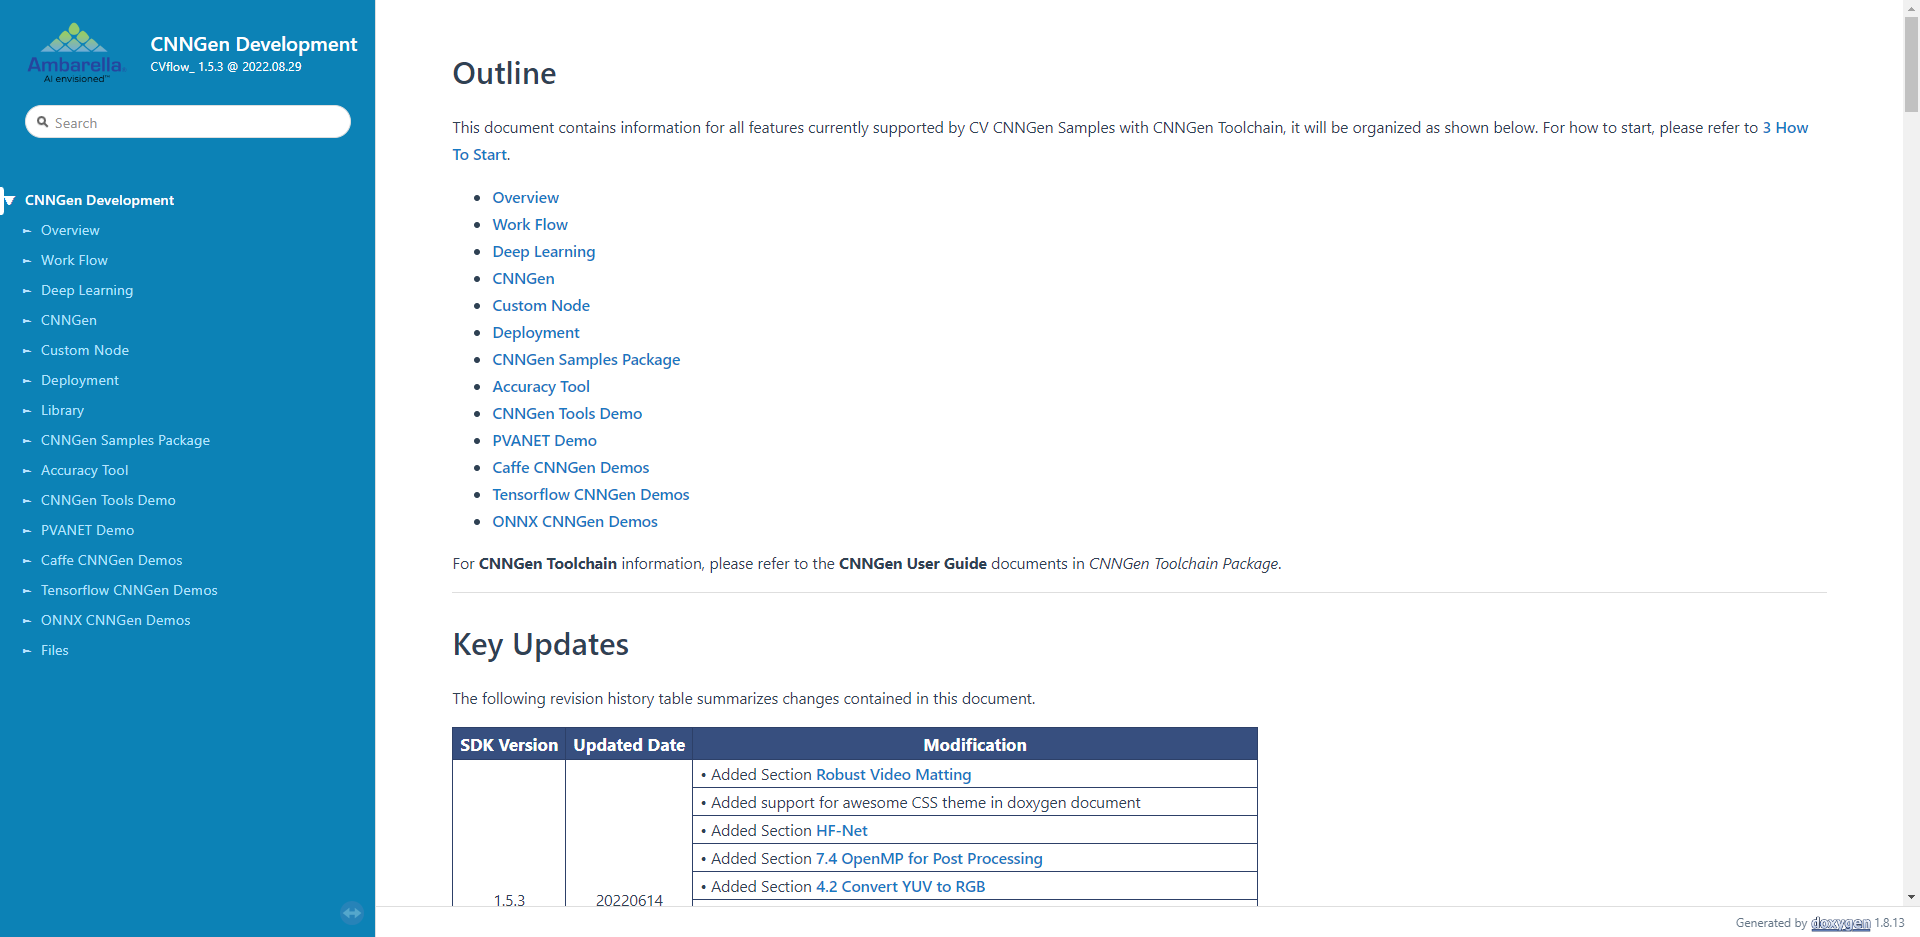 Ambarella
AI envisioned™
CNNGen Development
CVflow_ 1.5.3 @ 2022.08.29
Search
CNNGen Development
Overview
Work Flow
Deep Learning
CNNGen
Custom Node
Deployment
Library
CNNGen Samples Package
Accuracy Tool
CNNGen Tools Demo
PVANET Demo
Caffe CNNGen Demos
Tensorflow CNNGen Demos
ONNX CNNGen Demos
Files
Outline
This document contains information for all features currently supported by CV CNNGen Samples with CNNGen Toolchain, it will be organized as shown below. For how to start, please refer to 3 How
To Start.
• Overview
• Work Flow
• Deep Learning
• CNNGen
• Custom Node
• Deployment
• CNNGen Samples Package
• Accuracy Tool
• CNNGen Tools Demo
• PVANET Demo
• Caffe CNNGen Demos
• Tensorflow CNNGen Demos
• ONNX CNNGen Demos
For CNNGen Toolchain information, please refer to the CNNGen User Guide documents in CNNGen Toolchain Package.
Key Updates
The following revision history table summarizes changes contained in this document.
SDK Version Updated Date Modification
• Added Section Robust Video Matting
• Added support for awesome CSS theme in doxygen document
• Added Section HF-Net
• Added Section 7.4 OpenMP for Post Processing
• Added Section 4.2 Convert YUV to RGB
1.5.3 20220614
Generated by doxygen 1.8.13